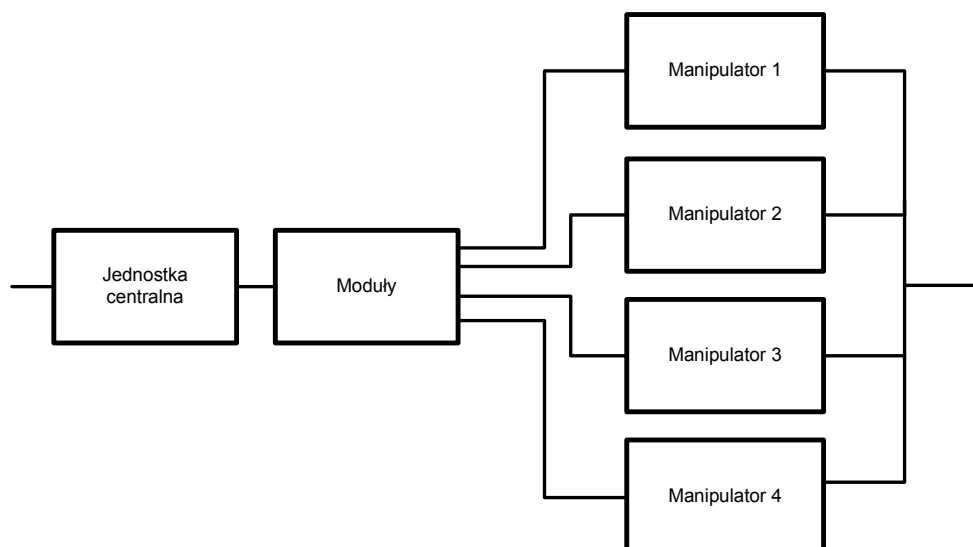 Manipulator 1
Manipulator 2
Jednostka
centralna
Moduły
Manipulator 3
Manipulator 4